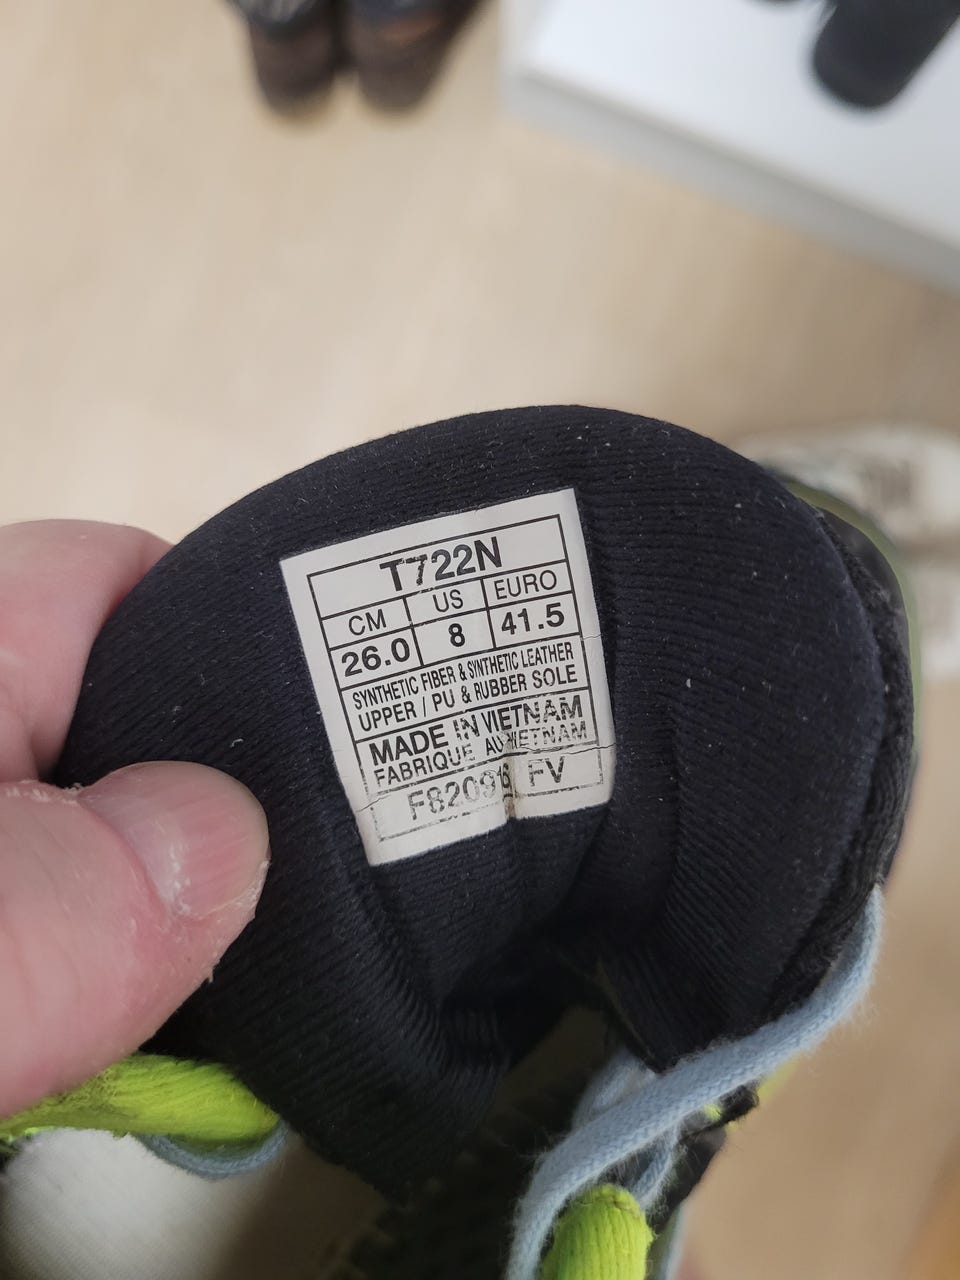 T722N
CM US EURO
26.0 8 41.5
SYNTHETIC FIBER & SYNTHETIC LEATHER
UPPER / PU & RUBBER SOLE
MADE IN VIETNAM
FABRIQUE AU VIETNAM
FV